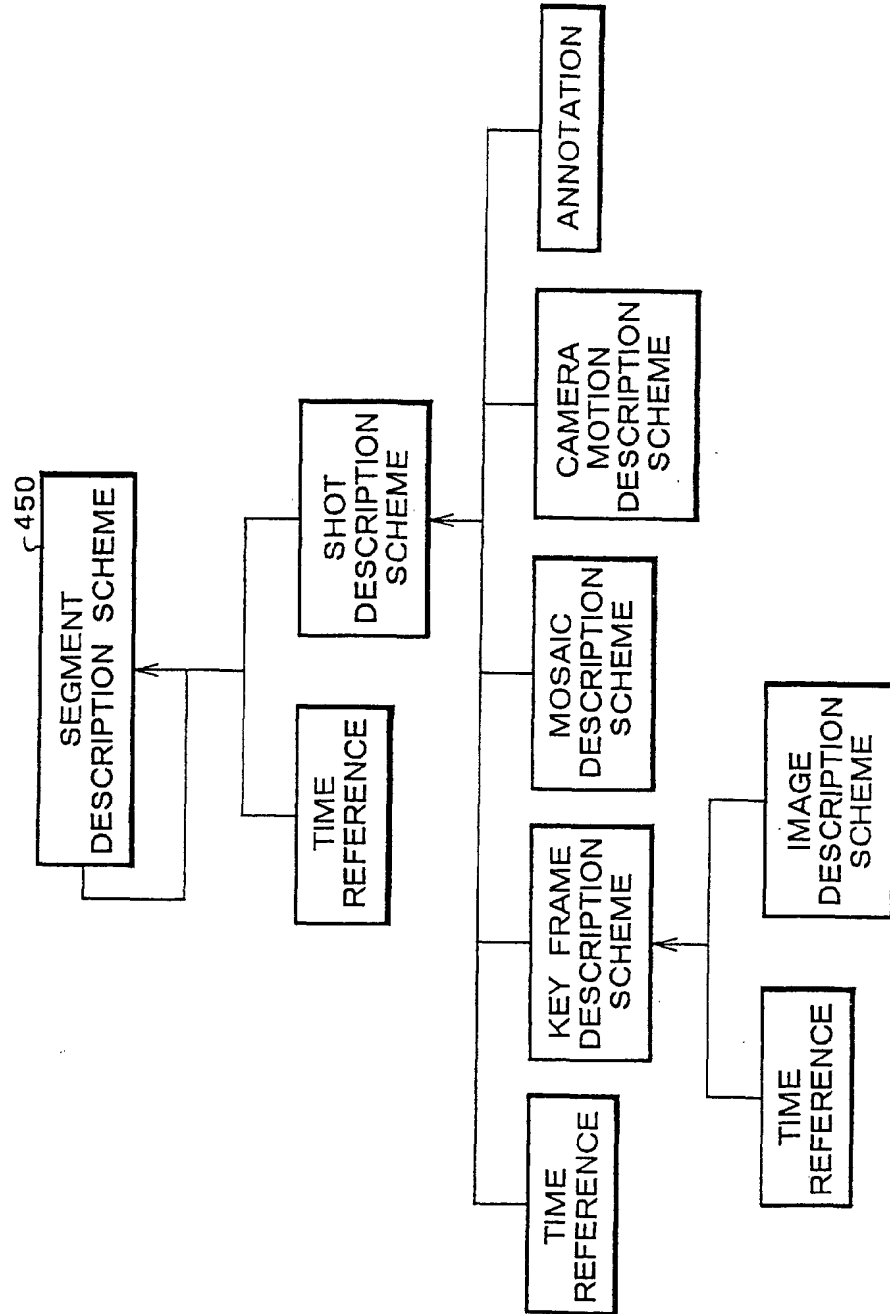 450
SEGMENT
DESCRIPTION SCHEME
TIME
REFERENCE
SHOT
DESCRIPTION
SCHEME
TIME
REFERENCE
KEY FRAME
DESCRIPTION
SCHEME
MOSAIC
DESCRIPTION
SCHEME
CAMERA
MOTION
DESCRIPTION
SCHEME
ANNOTATION
TIME
REFERENCE
IMAGE
DESCRIPTION
SCHEME